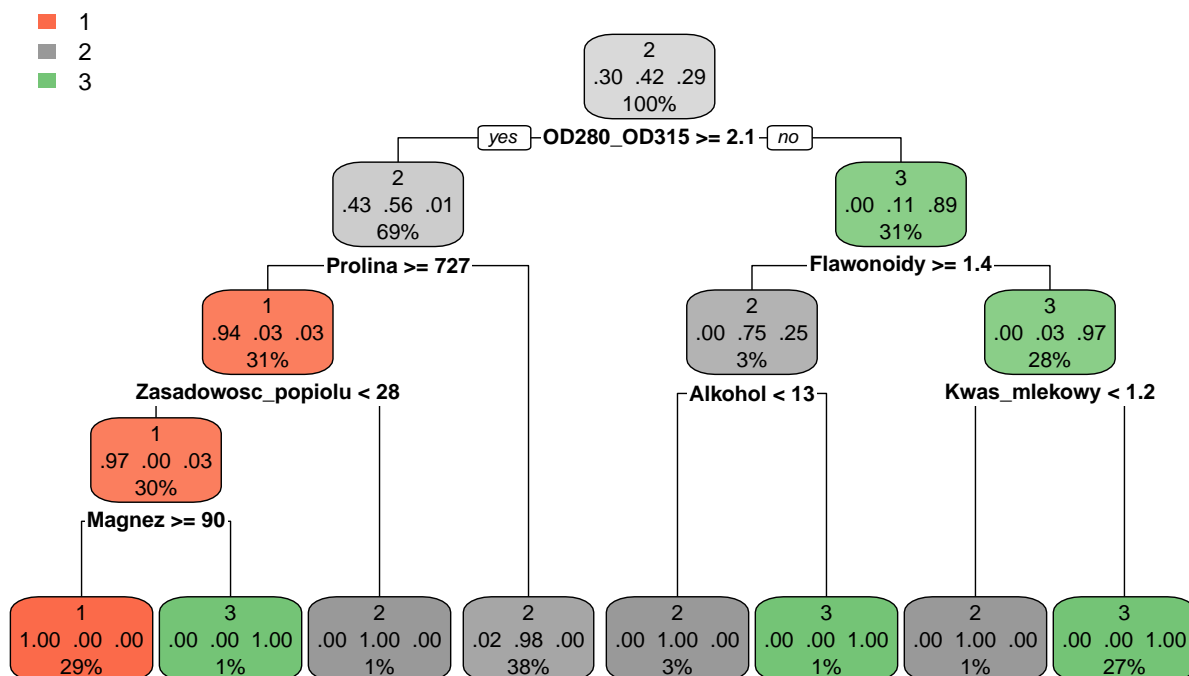 1
2
3
2
.30 .42 .29
100%
yes OD280_OD315 >= 2.1 no
2
.43 .56 .01
69%
3
.00 .11 .89
31%
Prolina >= 727
Flawonoidy >= 1.4
1
.94 .03 .03
31%
2
.00 .75 .25
3%
3
.00 .03 .97
28%
Zasadowosc_popiolu < 28
Alkohol < 13
Kwas_mlekowy < 1.2
1
.97 .00 .03
30%
Magnez >= 90
1
1.00 .00 .00
29%
3
.00 .00 1.00
1%
2
.00 1.00 .00
1%
2
.02 .98 .00
38%
2
.00 1.00 .00
3%
3
.00 .00 1.00
1%
2
.00 1.00 .00
1%
3
.00 .00 1.00
27%